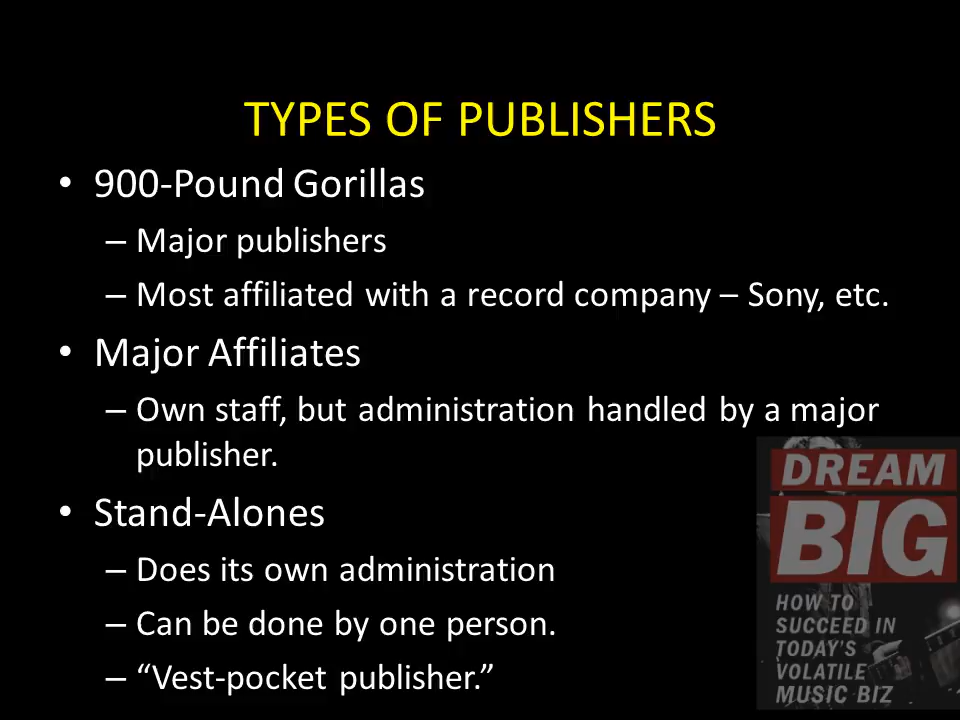 TYPES OF PUBLISHERS
• 900-Pound Gorillas
– Major publishers
– Most affiliated with a record company – Sony, etc.
• Major Affiliates
– Own staff, but administration handled by a major
publisher.
• Stand-Alones
– Does its own administration
– Can be done by one person.
– “Vest-pocket publisher.”
DREAM
BIG
HOW TO
SUCCEED IN
TODAY'S
VOLATILE
MUSIC BIZ